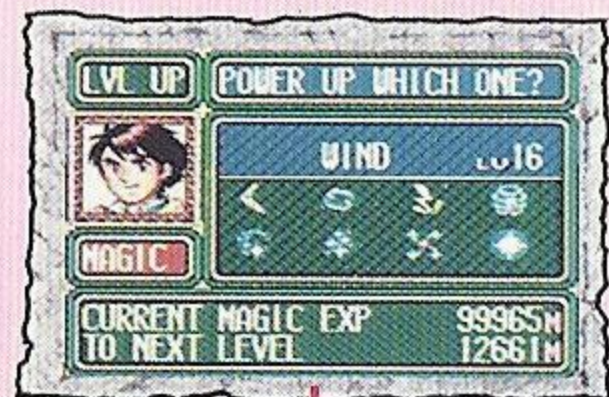 LVL UP
POWER UP WHICH ONE?
WIND LV16
MAGIC
CURRENT MAGIC EXP 99965M
TO NEXT LEVEL 12661M